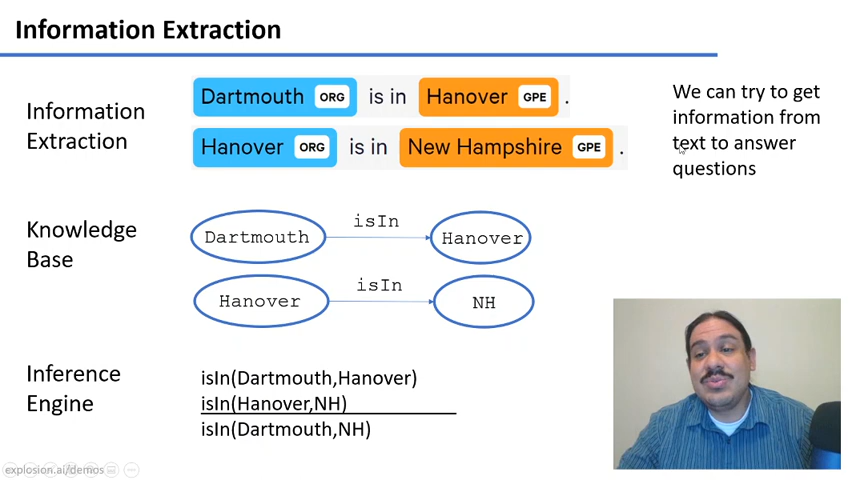 Information Extraction
Information
Extraction
Dartmouth ORG is in Hanover GPE .
Hanover ORG is in New Hampshire GPE .
We can try to get
information from
text to answer
questions
Knowledge
Base
Dartmouth isIn Hanover
Hanover isIn NH
Inference
Engine
isIn(Dartmouth,Hanover)
isIn(Hanover,NH)
isIn(Dartmouth,NH)
explosion.ai/demos